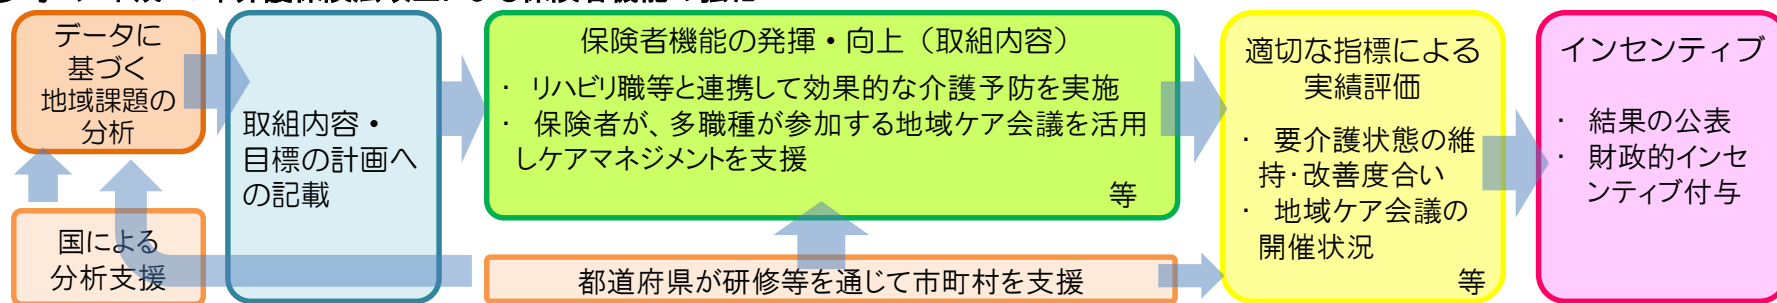 データに
基づく
地域課題の
分析
国による
分析支援
取組内容・
目標の計画へ
の記載
保険者機能の発揮・向上（取組内容）
・ リハビリ職等と連携して効果的な介護予防を実施
・ 保険者が、多職種が参加する地域ケア会議を活用
しケアマネジメントを支援
等
都道府県が研修等を通じて市町村を支援
適切な指標による
実績評価
・ 要介護状態の維
持・改善度合い
・ 地域ケア会議の
開催状況
等
インセンティブ
・ 結果の公表
・ 財政的インセ
ンティブ付与